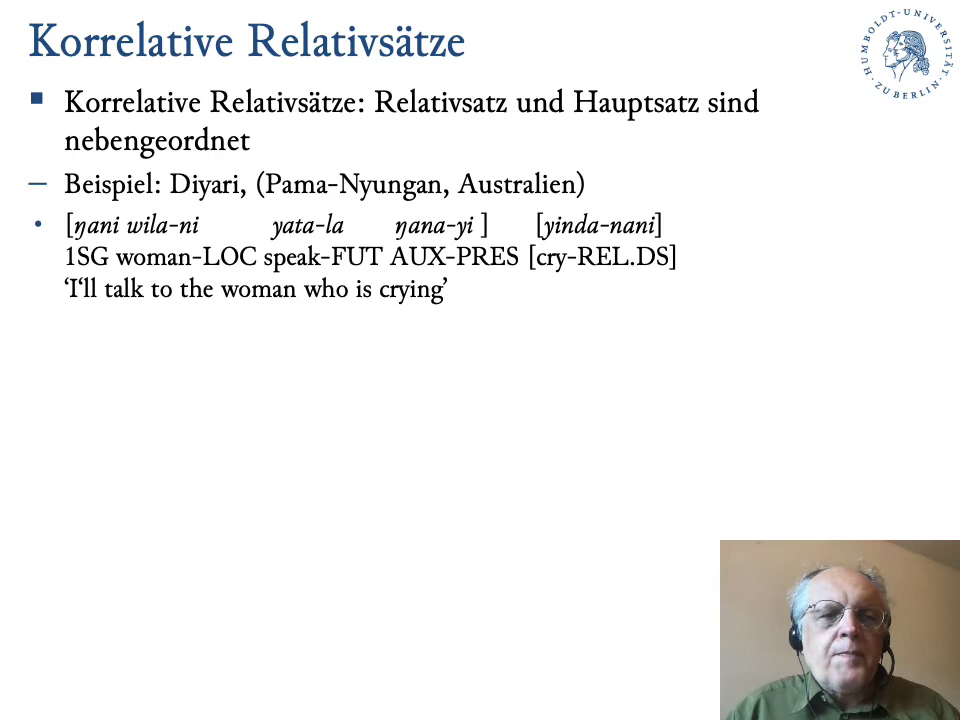 Korrelative Relativsätze
HUMBOLDT-UNIVERSITÄT ZU BERLIN
Korrelative Relativsätze: Relativsatz und Hauptsatz sind
nebengeordnet
Beispiel: Diyari, (Pama-Nyungan, Australien)
[ŋani wila-ni yata-la ŋana-yi ] [yinda-nani]
1SG woman-LOC speak-FUT AUX-PRES [cry-REL.DS]
‘I‘ll talk to the woman who is crying’